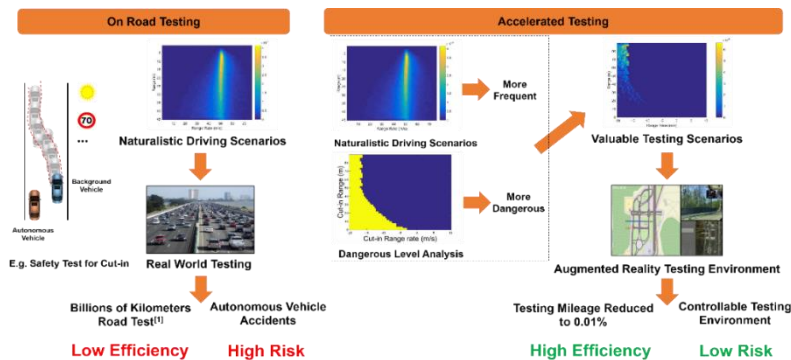 On Road Testing
Accelerated Testing
70
...
Background
Vehicle
Autonomous
Vehicle
E.g. Safety Test for Cut-in
Naturalistic Driving Scenarios
Real World Testing
Billions of Kilometers
Road Test[1]
Autonomous Vehicle
Accidents
Low Efficiency
High Risk
Naturalistic Driving Scenarios
More
Frequent
Cut-in Range (m)
Cut-in Range rate (m/s)
Dangerous Level Analysis
More
Dangerous
Valuable Testing Scenarios
Augmented Reality Testing Environment
Testing Mileage Reduced
to 0.01%
Controllable Testing
Environment
High Efficiency
Low Risk